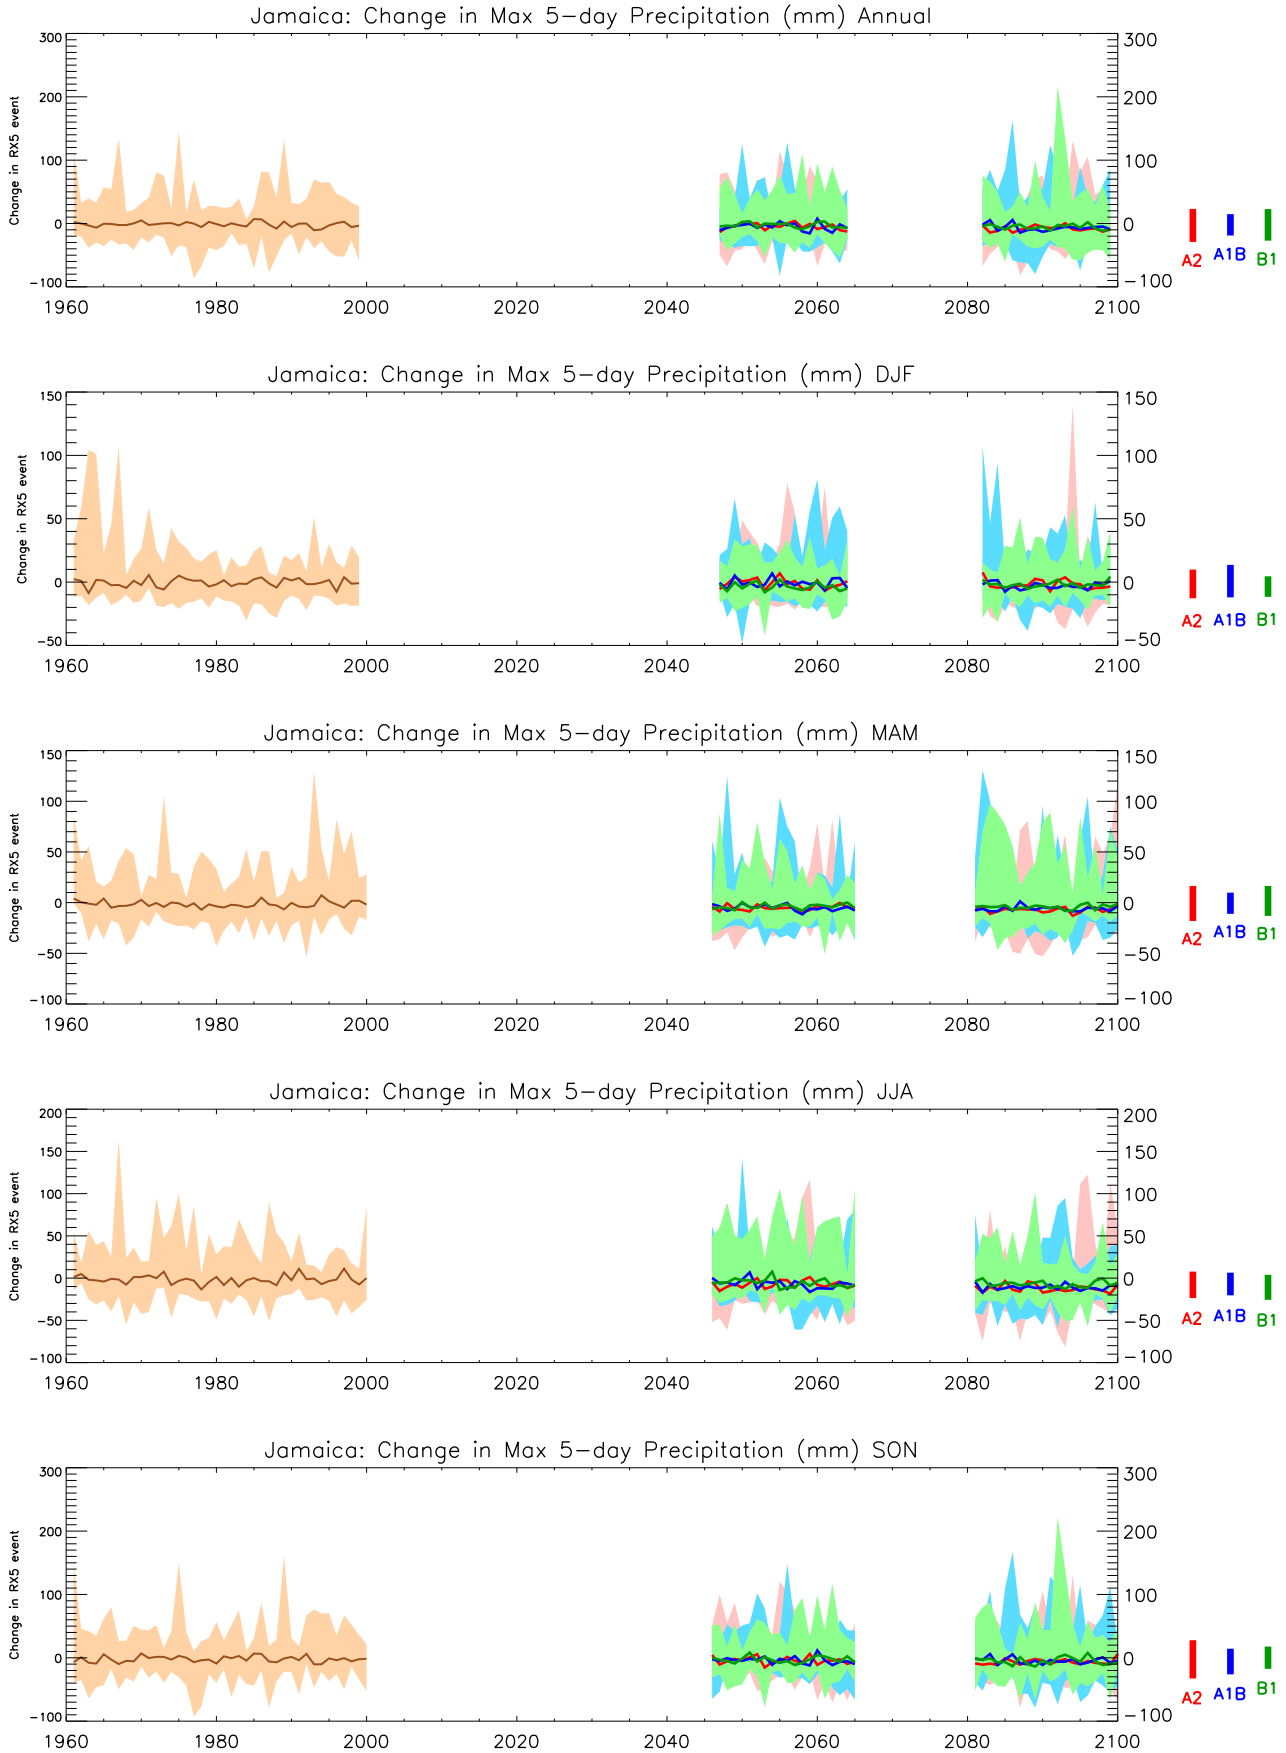 Jamaica: Change in Max 5-day Precipitation (mm) Annual
300 300
200 200
100 100
0 0
-100 -100
Change in RX5 event
1960 1980 2000 2020 2040 2060 2080 2100
A2 A1B B1
Jamaica: Change in Max 5-day Precipitation (mm) DJF
150 150
100 100
50 50
0 0
-50 -50
Change in RX5 event
1960 1980 2000 2020 2040 2060 2080 2100
A2 A1B B1
Jamaica: Change in Max 5-day Precipitation (mm) MAM
150 150
100 100
50 50
0 0
-50 -50
-100 -100
Change in RX5 event
1960 1980 2000 2020 2040 2060 2080 2100
A2 A1B B1
Jamaica: Change in Max 5-day Precipitation (mm) JJA
200 200
150 150
100 100
50 50
0 0
-50 -50
-100 -100
Change in RX5 event
1960 1980 2000 2020 2040 2060 2080 2100
A2 A1B B1
Jamaica: Change in Max 5-day Precipitation (mm) SON
300 300
200 200
100 100
0 0
-100 -100
Change in RX5 event
1960 1980 2000 2020 2040 2060 2080 2100
A2 A1B B1